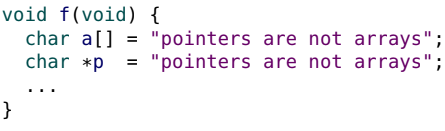 void f(void) {
  char a[] = "pointers are not arrays";
  char *p  = "pointers are not arrays";
  ...
}